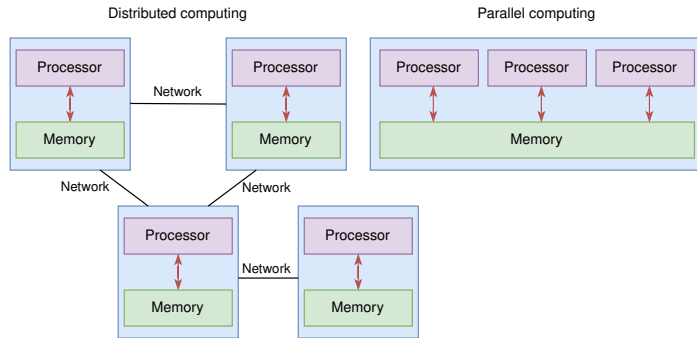 Distributed computing
Parallel computing
Processor
Processor
Processor
Processor
Processor
Network
Memory
Memory
Memory
Network
Network
Processor
Processor
Network
Memory
Memory